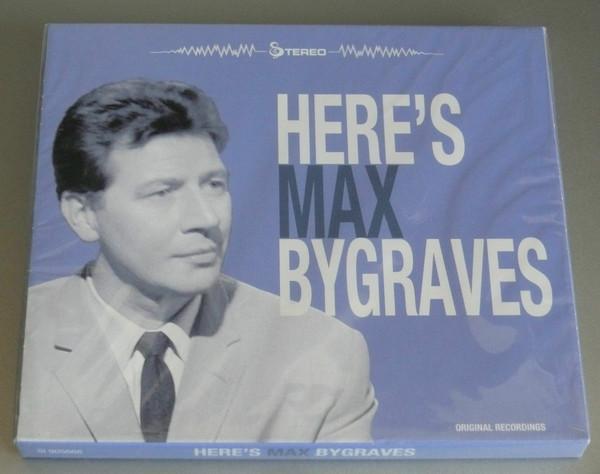 STEREO
HERE'S
MAX
BYGRAVES
ORIGINAL RECORDINGS
HERE'S MAX BYGRAVES